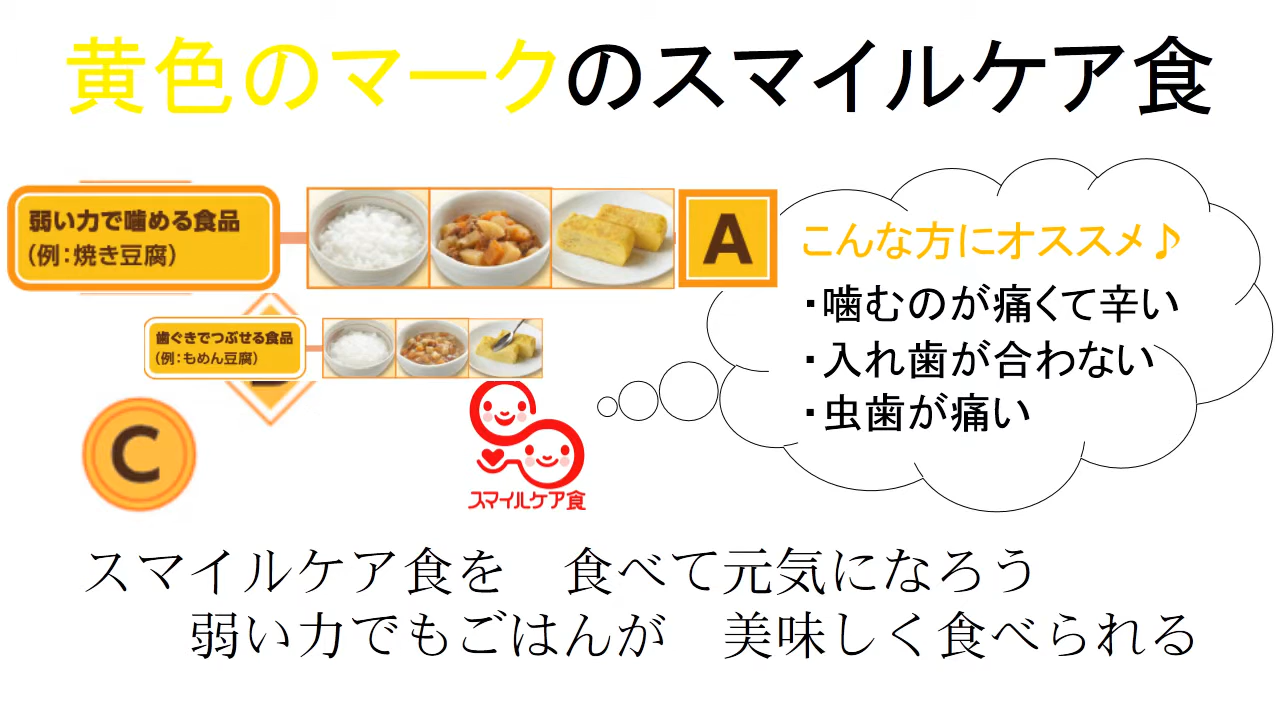 黄色のマークのスマイルケア食
弱い力で噛める食品
(例：焼き豆腐)
A
こんな方にオススメ♪
・噛むのが痛くて辛い
・入れ歯が合わない
・虫歯が痛い
歯ぐきでつぶせる食品
(例：もめん豆腐)
C
スマイルケア食
スマイルケア食を　食べて元気になろう
弱い力でもごはんが　美味しく食べられる